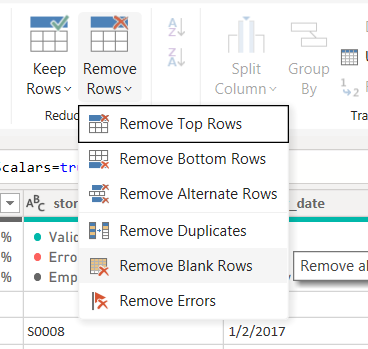 Keep Rows
Remove Rows
Split Column
Group By
Reduc
Tra
Remove Top Rows
Remove Bottom Rows
Remove Alternate Rows
Remove Duplicates
Remove Blank Rows
Remove Errors
Scalars=tru
ABC stor
_date
% Valid
% Erro
% Emp
Remove al
S0008 1/2/2017